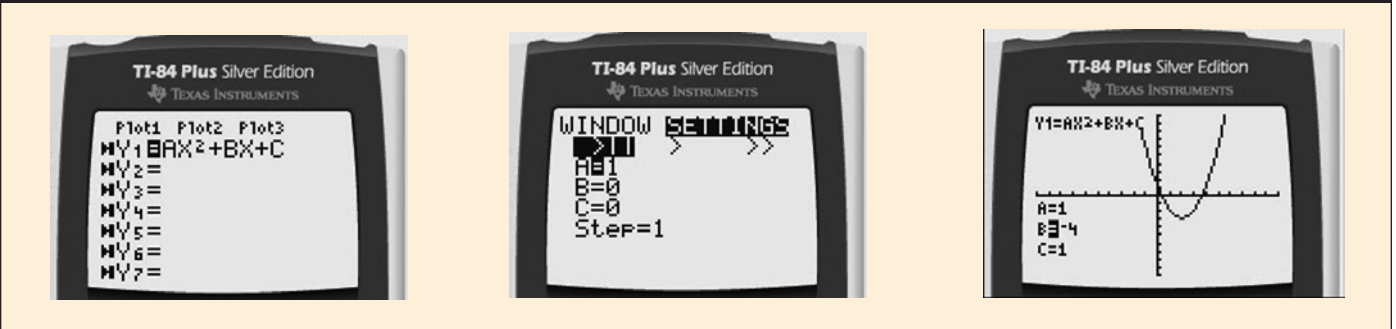 TI-84 Plus Silver Edition
TEXAS INSTRUMENTS
Plot1 Plot2 Plot3
Y1=AX²+BX+C
Y2=
Y3=
Y4=
Y5=
Y6=
Y7=
TI-84 Plus Silver Edition
TEXAS INSTRUMENTS
WINDOW SETTINGS
>|| > >>
A=1
B=0
C=0
Step=1
TI-84 Plus Silver Edition
TEXAS INSTRUMENTS
Y1=AX2+BX+C
A=1
B=-4
C=1